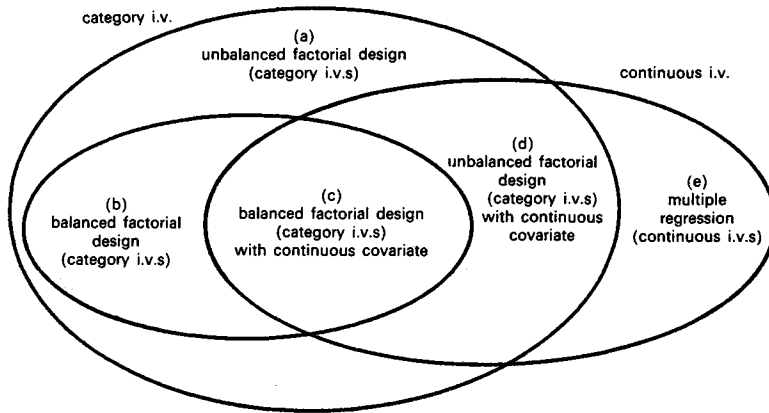 category i.v.
(a)
unbalanced factorial design
(category i.v.s)
continuous i.v.
(b)
balanced factorial
design
(category i.v.s)
(c)
balanced factorial design
(category i.v.s)
with continuous covariate
(d)
unbalanced factorial
design
(category i.v.s)
with continuous
covariate
(e)
multiple
regression
(continuous i.v.s)